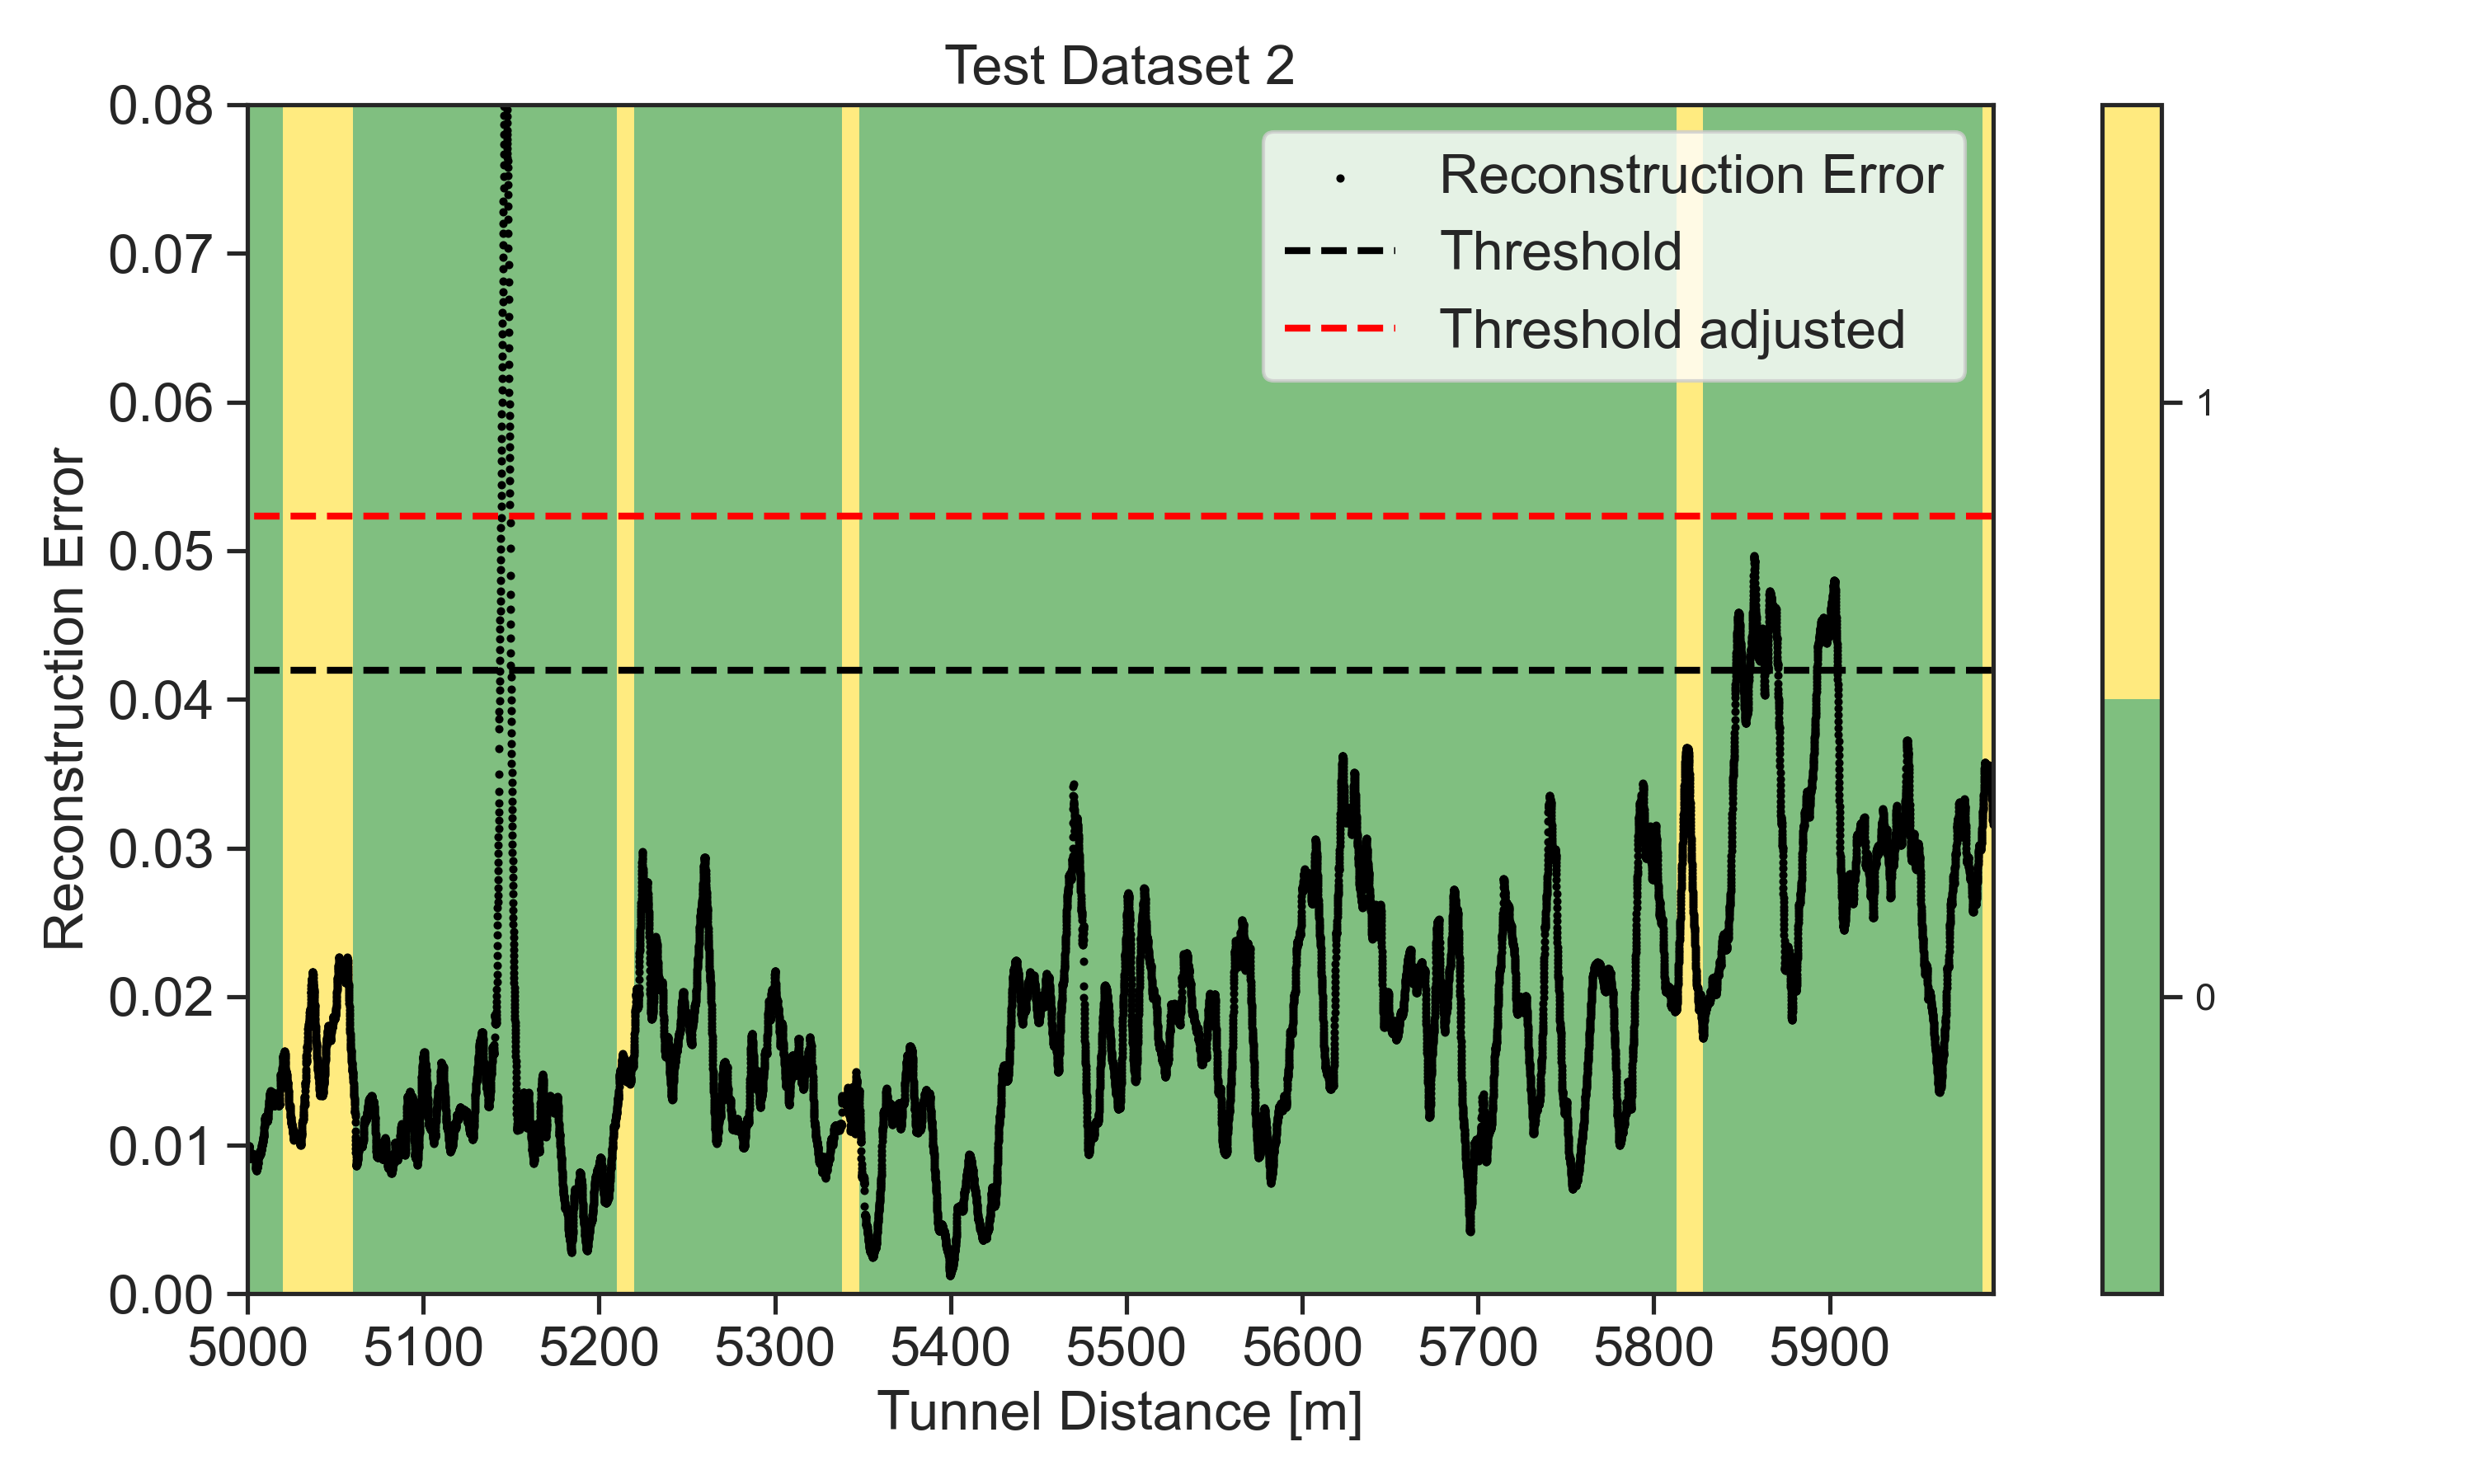 Test Dataset 2
0.08
0.07
0.06
0.05
0.04
0.03
0.02
0.01
0.00
Reconstruction Error
Reconstruction Error
Threshold
Threshold adjusted
1
0
5000 5100 5200 5300 5400 5500 5600 5700 5800 5900
Tunnel Distance [m]